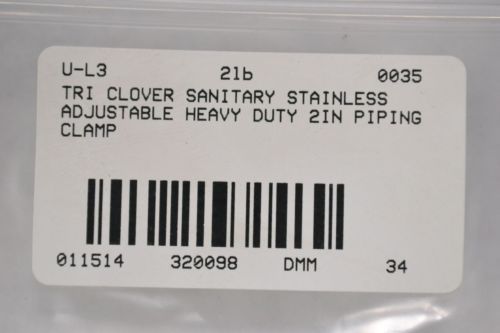 U-L3 2lb 0035
TRI CLOVER SANITARY STAINLESS
ADJUSTABLE HEAVY DUTY 2IN PIPING
CLAMP
011514 320098 DMM 34